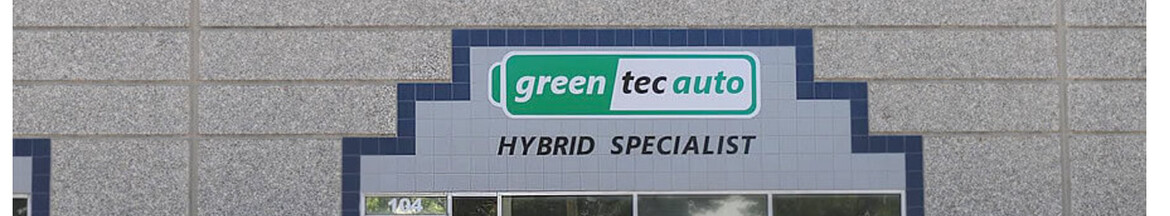 green tec auto
HYBRID SPECIALIST
104